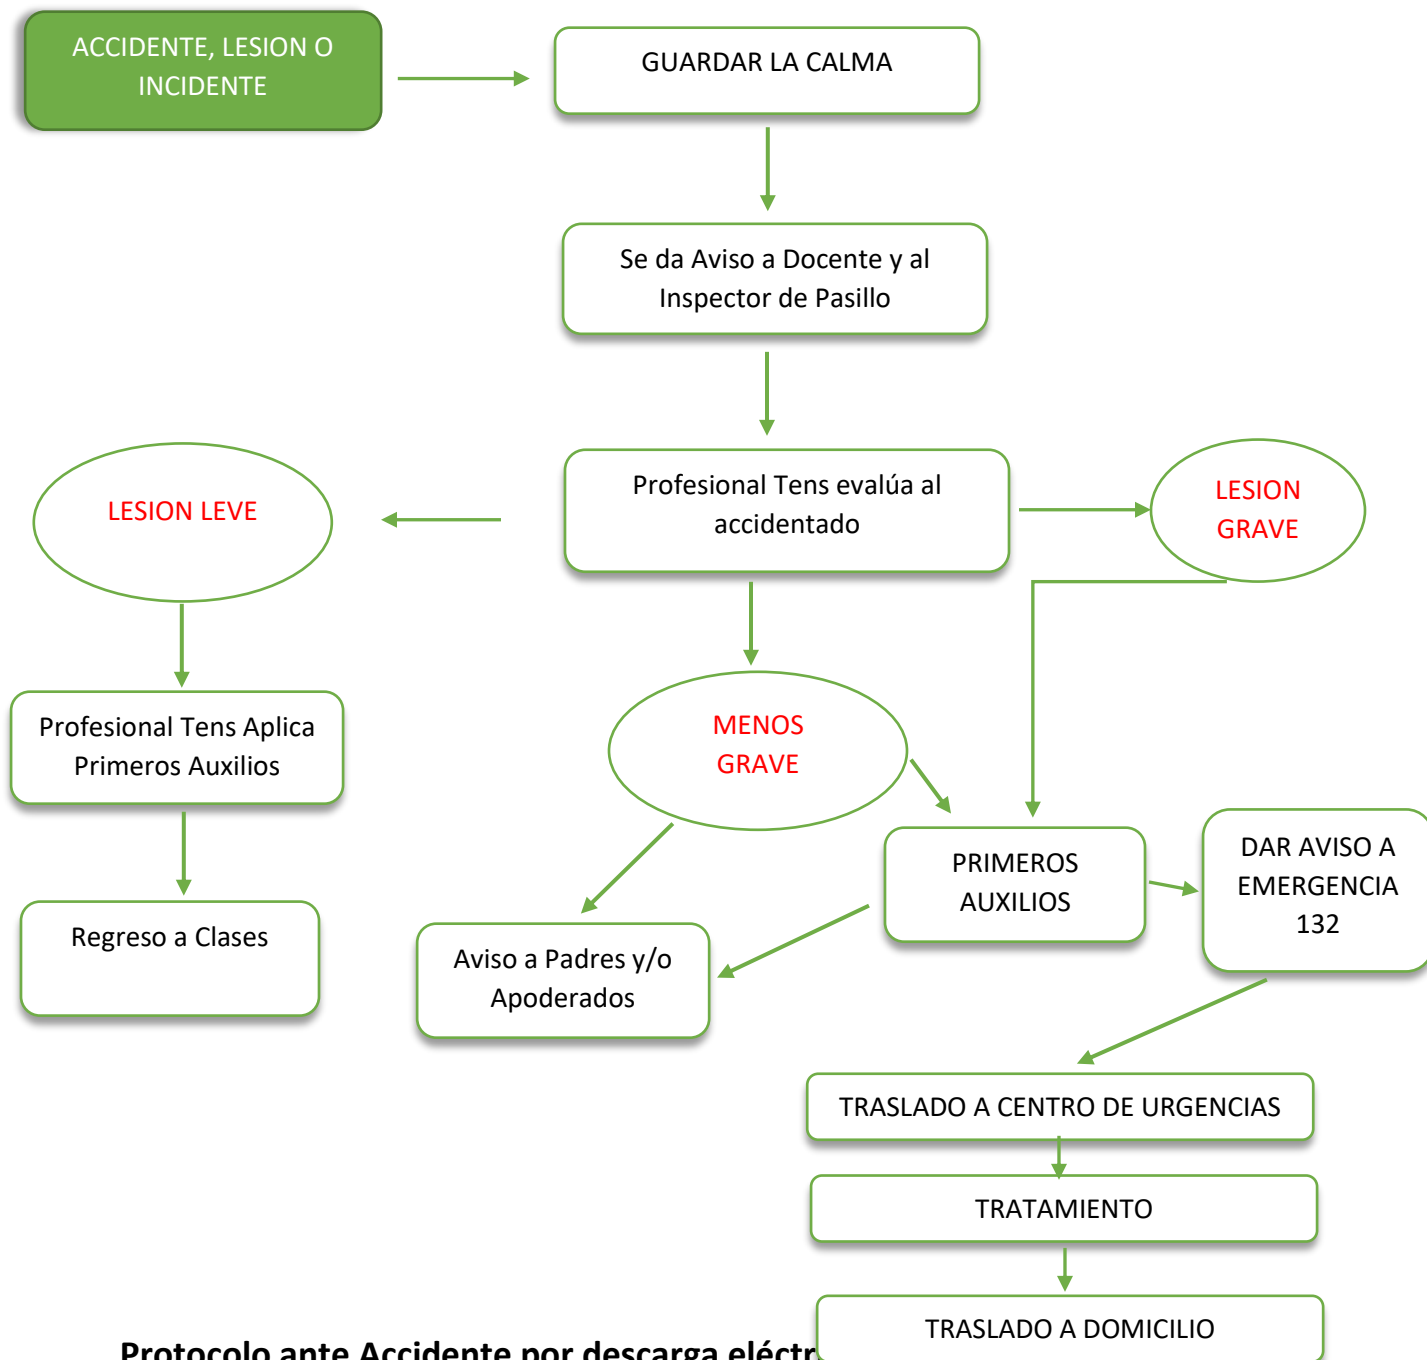 ACCIDENTE, LESION O
INCIDENTE
GUARDAR LA CALMA
Se da Aviso a Docente y al
Inspector de Pasillo
Profesional Tens evalúa al
accidentado
LESION LEVE
LESION
GRAVE
Profesional Tens Aplica
Primeros Auxilios
MENOS
GRAVE
PRIMEROS
AUXILIOS
DAR AVISO A
EMERGENCIA
132
Regreso a Clases
Aviso a Padres y/o
Apoderados
TRASLADO A CENTRO DE URGENCIAS
TRATAMIENTO
TRASLADO A DOMICILIO
Protocolo ante Accidente por descarga